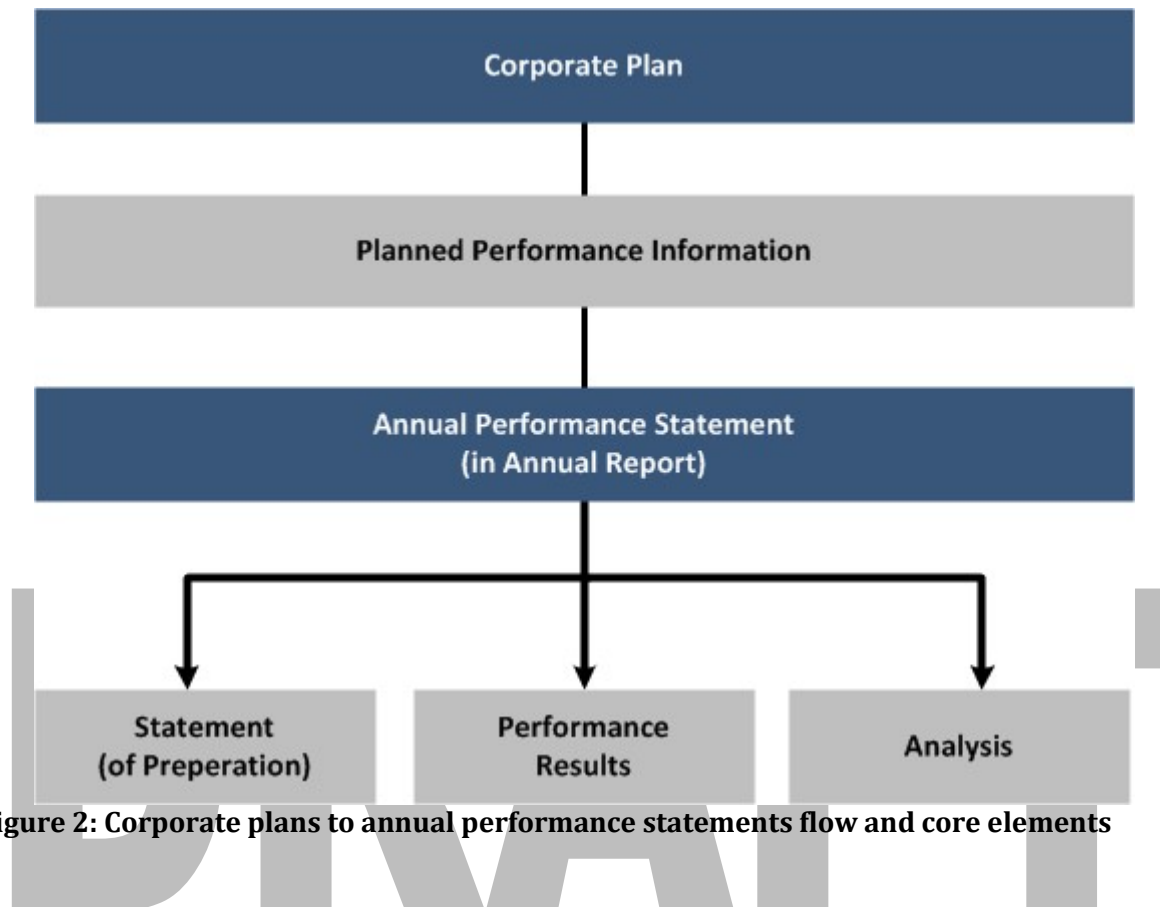 Corporate Plan
Planned Performance Information
Annual Performance Statement
(in Annual Report)
Statement
(of Preperation)
Performance
Results
Analysis
igure 2: Corporate plans to annual performance statements flow and core elements
DRAFT